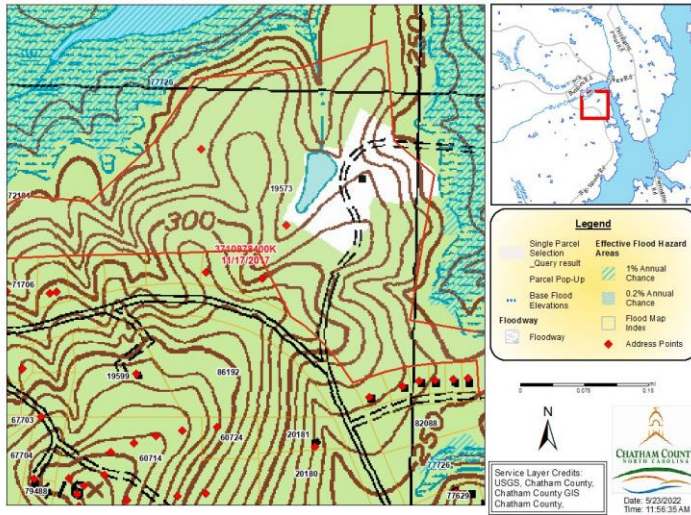 250
77726
72181
19573
300
3710978400K
11/17/2017
71706
19599
86192
67703
67704
60724
60714
20181
20180
82088
250
77726
79488
77629
Legend
Single Parcel
Selection
_Query result
Parcel Pop-Up
Base Flood
Elevations
Floodway
Floodway
Effective Flood Hazard
Areas
1% Annual
Chance
0.2% Annual
Chance
Flood Map
Index
Address Points
0
0.075
0.15
mi
N
Service Layer Credits:
USGS, Chatham County,
Chatham County GIS
Chatham County,
CHATHAM COUNTY
NORTH CAROLINA
Date: 5/23/2022
Time: 11:56:35 AM